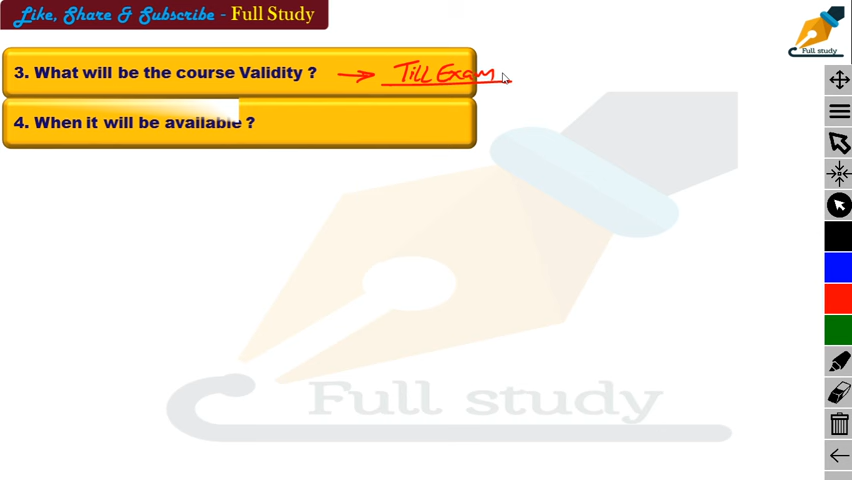 Like, Share & Subscribe - Full Study
Full study
3. What will be the course Validity ? → Till Exam
4. When it will be available ?
Full study